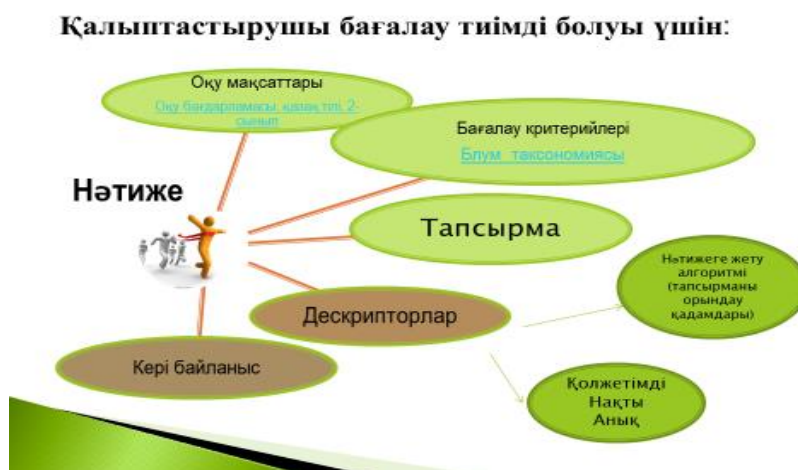 Қалыптастырушы бағалау тиімді болуы үшін:
Оқу мақсаттары
Оқу бағдарламасы, қазақ тілі, 2-
сынып
Бағалау критерийлері
Блум таксономиясы
Нәтиже
Тапсырма
Дескрипторлар
Нәтижеге жету
алгоритмі
(тапсырманы
орындау
қадамдары)
Кері байланыс
Қолжетімді
Нақты
Анық